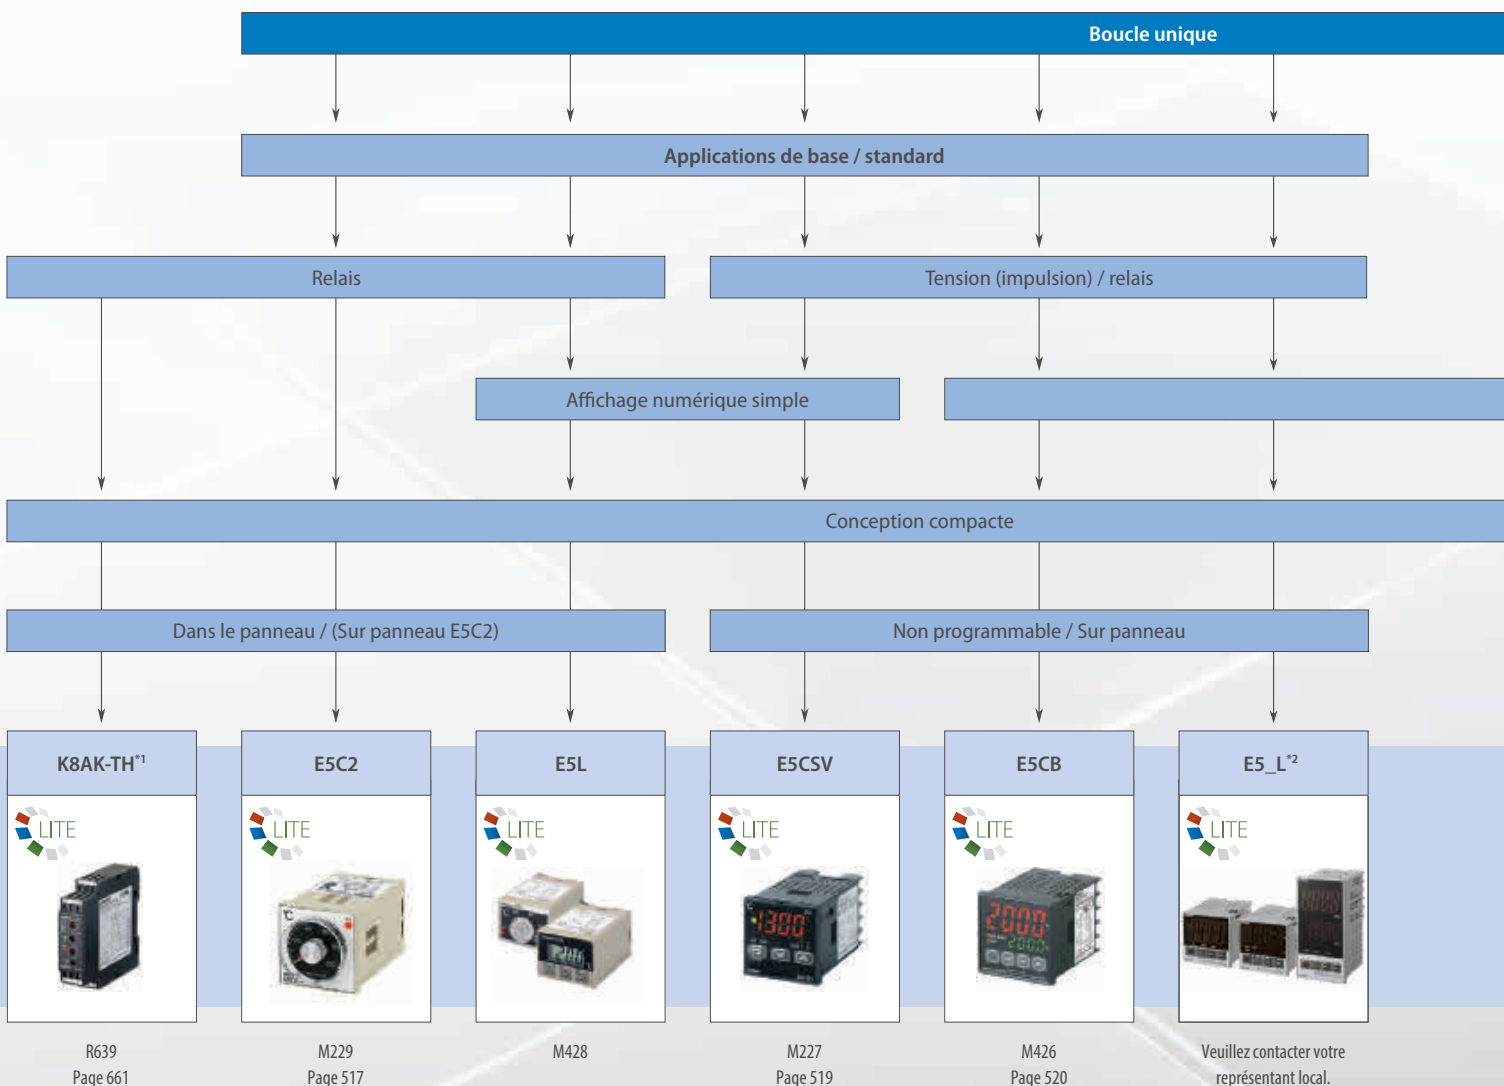 Boucle unique
Applications de base / standard
Relais
Tension (impulsion) / relais
Affichage numérique simple
Conception compacte
Dans le panneau / (Sur panneau E5C2)
Non programmable / Sur panneau
K8AK-TH*1
E5C2
E5L
E5CSV
E5CB
E5_L*2
LITE
LITE
LITE
LITE
LITE
LITE
°C
1300
2000
2000
R639
Page 661
M229
Page 517
M428
M227
Page 519
M426
Page 520
Veuillez contacter votre
représentant local.